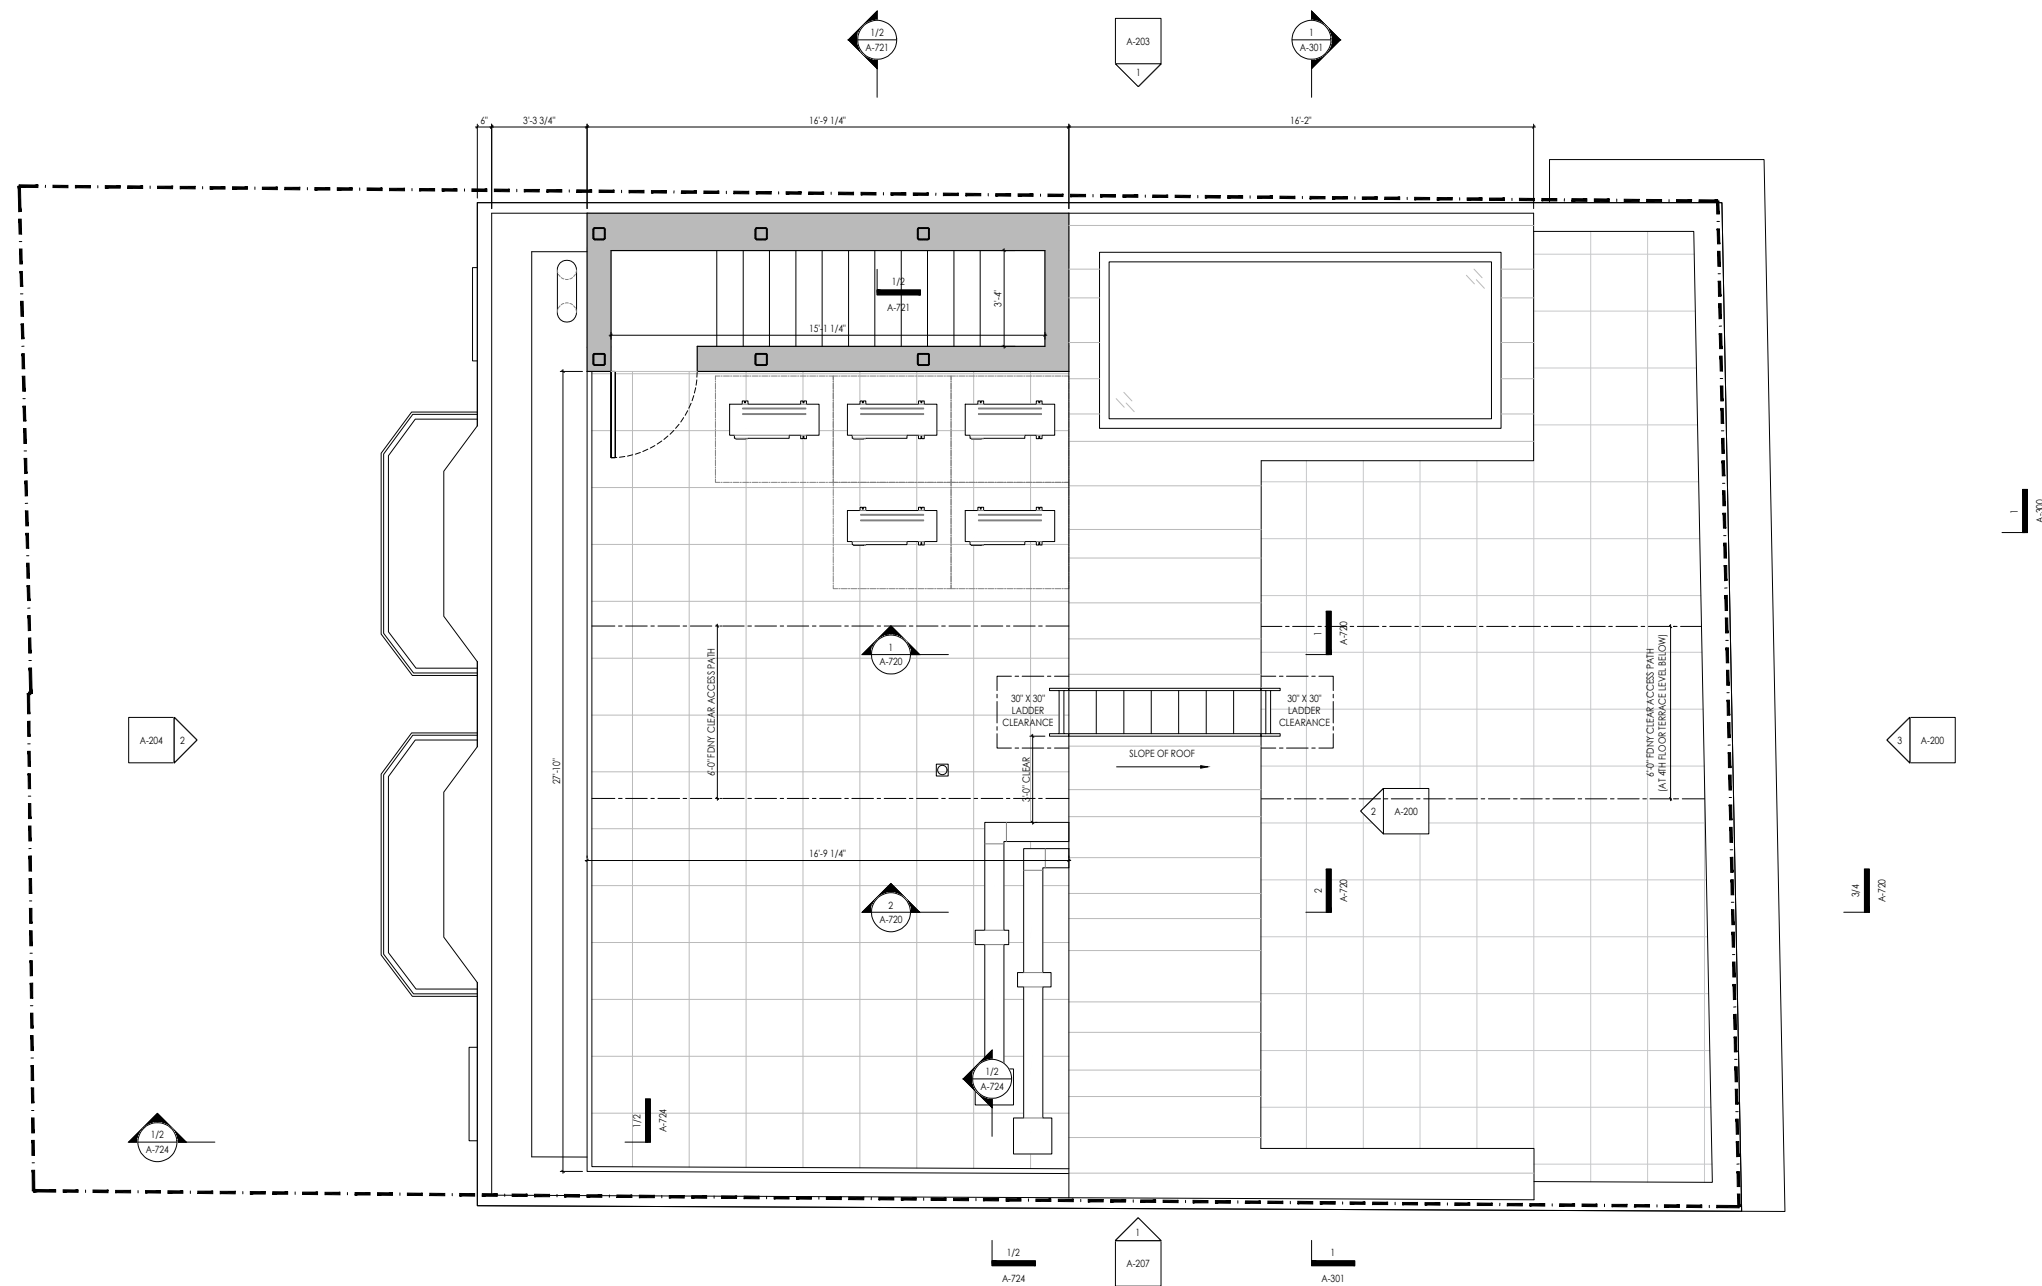 1/2
A-721
A-203
1
1
A-301
6"
3'-3 3/4"
16'-9 1/4"
16'-2"
1/2
A-721
3'-4"
15'-1 1/4"
1
A-300
1
A-720
1
A-720
6'-0" FDNY CLEAR ACCESS PATH
6'-0" FDNY CLEAR ACCESS PATH
(AT 4TH FLOOR TERRACE LEVEL BELOW)
30" X 30"
LADDER
CLEARANCE
30" X 30"
LADDER
CLEARANCE
A-204
2
3
A-200
SLOPE OF ROOF
27'-10"
3'-0" CLEAR
2
A-200
16'-9 1/4"
2
A-720
2
A-720
3/4
A-720
1/2
A-724
1/2
A-724
1/2
A-724
1/2
A-724
1
A-207
1
A-301